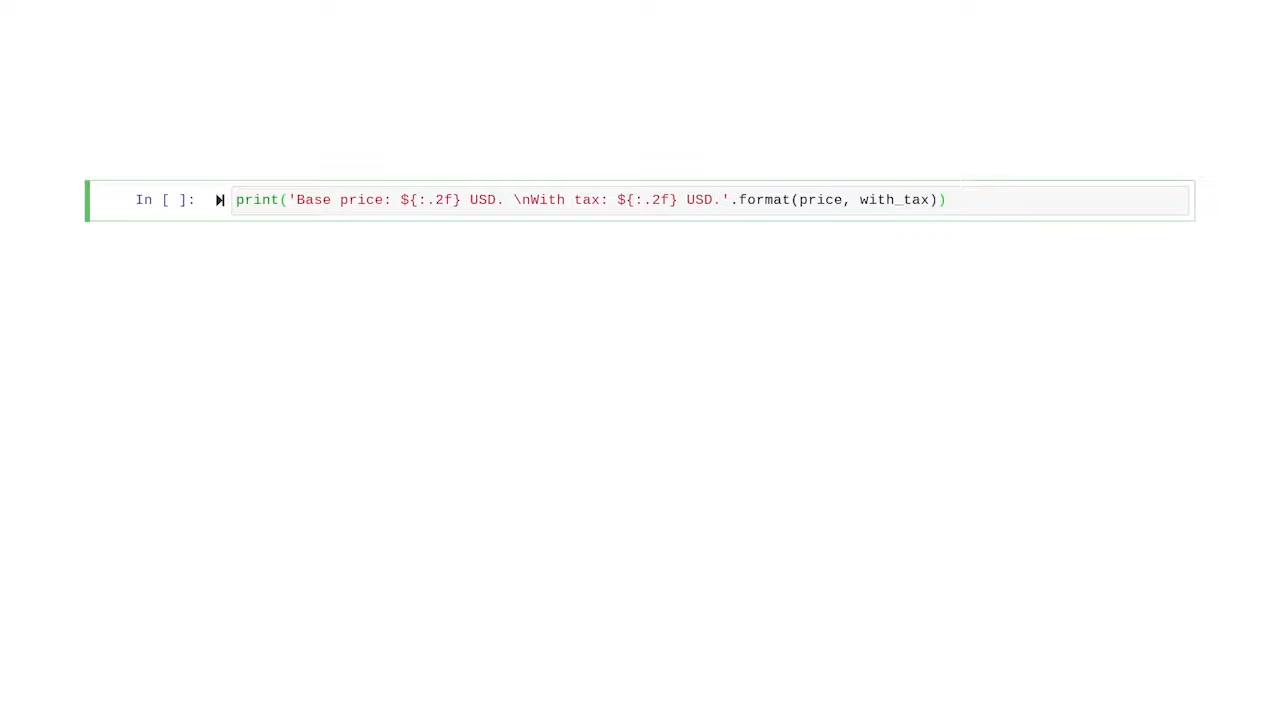 In [ ]: print('Base price: ${:.2f} USD. \nWith tax: ${:.2f} USD.'.format(price, with_tax))